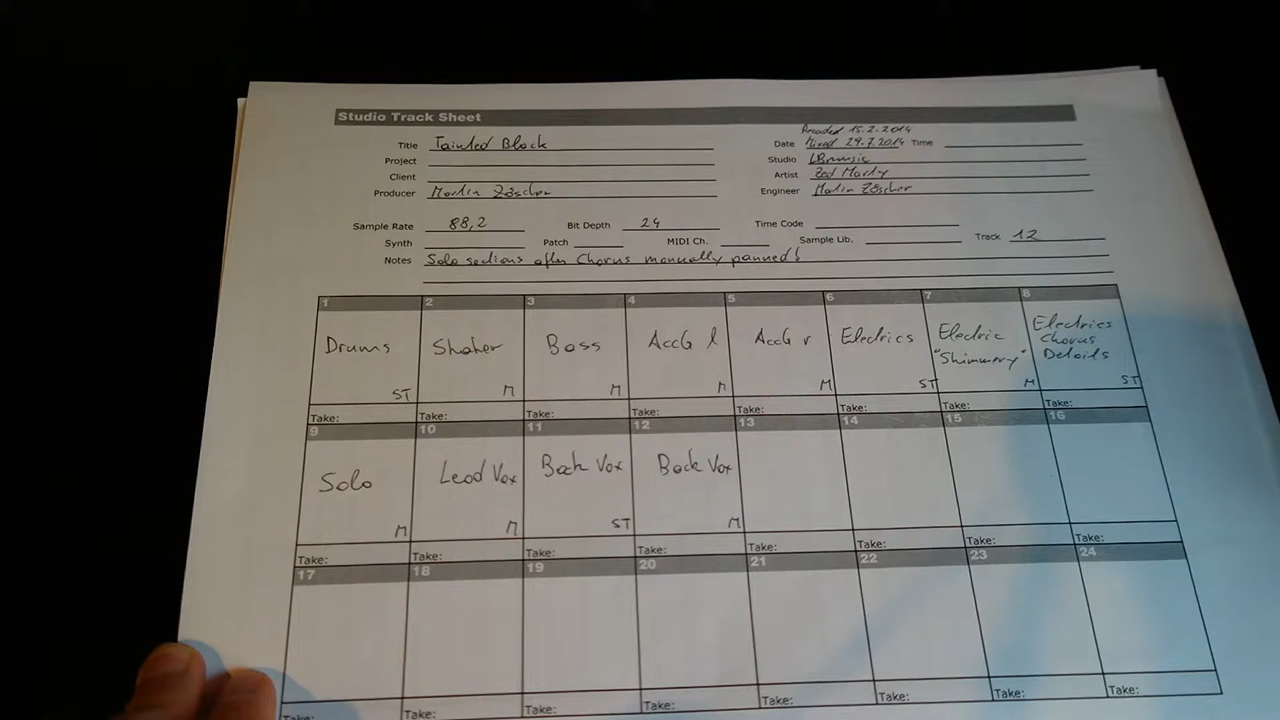 Studio Track Sheet
Title Tainted Black
Recorded 15.2.2014
Date Mixed 29.7.2014 Time
Project
Studio LBmusic
Client
Artist Zed Marty
Producer Martin Zöscher
Engineer Martin Zöscher
Sample Rate 88,2 Bit Depth 24 Time Code
Synth Patch MIDI Ch. Sample Lib. Track 12
Notes Solo sections after Chorus manually panned!
1 2 3 4 5 6 7 8
Drums ST
Shaker M
Bass M
AccG l M
AccG r M
Electrics ST
Electric
"Shimmery" M
Electrics
Chorus
Details ST
Take: Take: Take: Take: Take: Take: Take: Take:
9 10 11 12 13 14 15 16
Solo M
Lead Vox M
Back Vox ST
Back Vox M
Take: Take: Take: Take: Take: Take: Take: Take:
17 18 19 20 21 22 23 24
Take: Take: Take: Take: Take: Take: Take: Take: